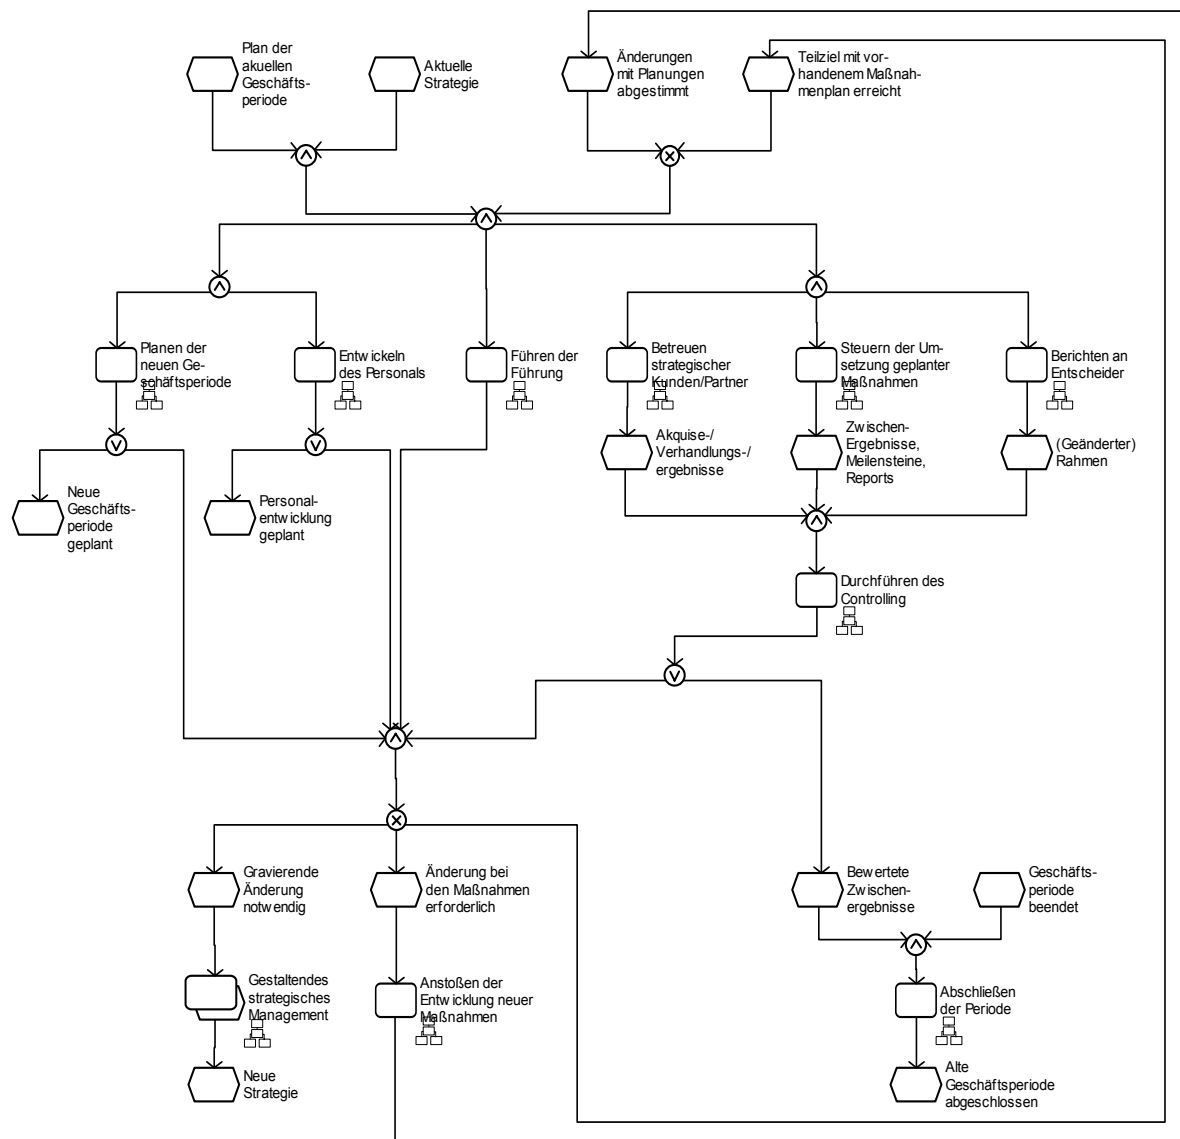 Plan der
akuellen
Geschäfts-
periode
Aktuelle
Strategie
Änderungen
mit Planungen
abgestimmt
Teilziel mit vor-
handenem Maßnah-
menplan erreicht
Planen der
neuen Ge-
schäftsperiode
Entwickeln
des Personals
Führen der
Führung
Betreuen
strategischer
Kunden/Partner
Steuern der Um-
setzung geplanter
Maßnahmen
Berichten an
Entscheider
Akquise-/
Verhandlungs-/
ergebnisse
Zwischen-
Ergebnisse,
Meilensteine,
Reports
(Geänderter)
Rahmen
Neue
Geschäfts-
periode
geplant
Personal-
entwicklung
geplant
Durchführen des
Controlling
Gravierende
Änderung
notwendig
Änderung bei
den Maßnahmen
erforderlich
Bewertete
Zwischen-
ergebnisse
Geschäfts-
periode
beendet
Gestaltendes
strategisches
Management
Anstoßen der
Entwicklung neuer
Maßnahmen
Abschließen
der Periode
Neue
Strategie
Alte
Geschäftsperiode
abgeschlossen